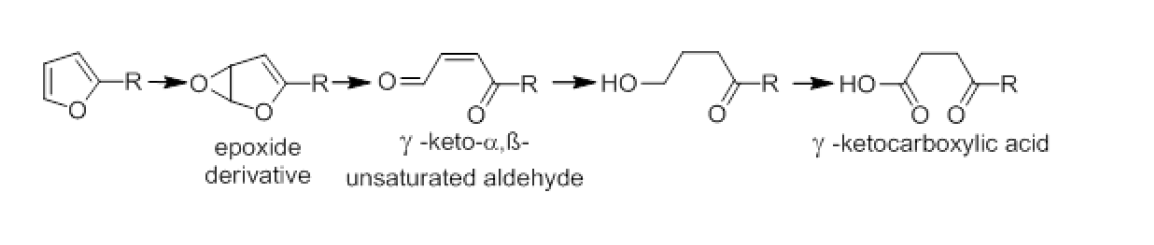 R O R O HO R HO R
O O O O O O
epoxide
derivative
γ -keto-α,ß-
unsaturated aldehyde
γ -ketocarboxylic acid